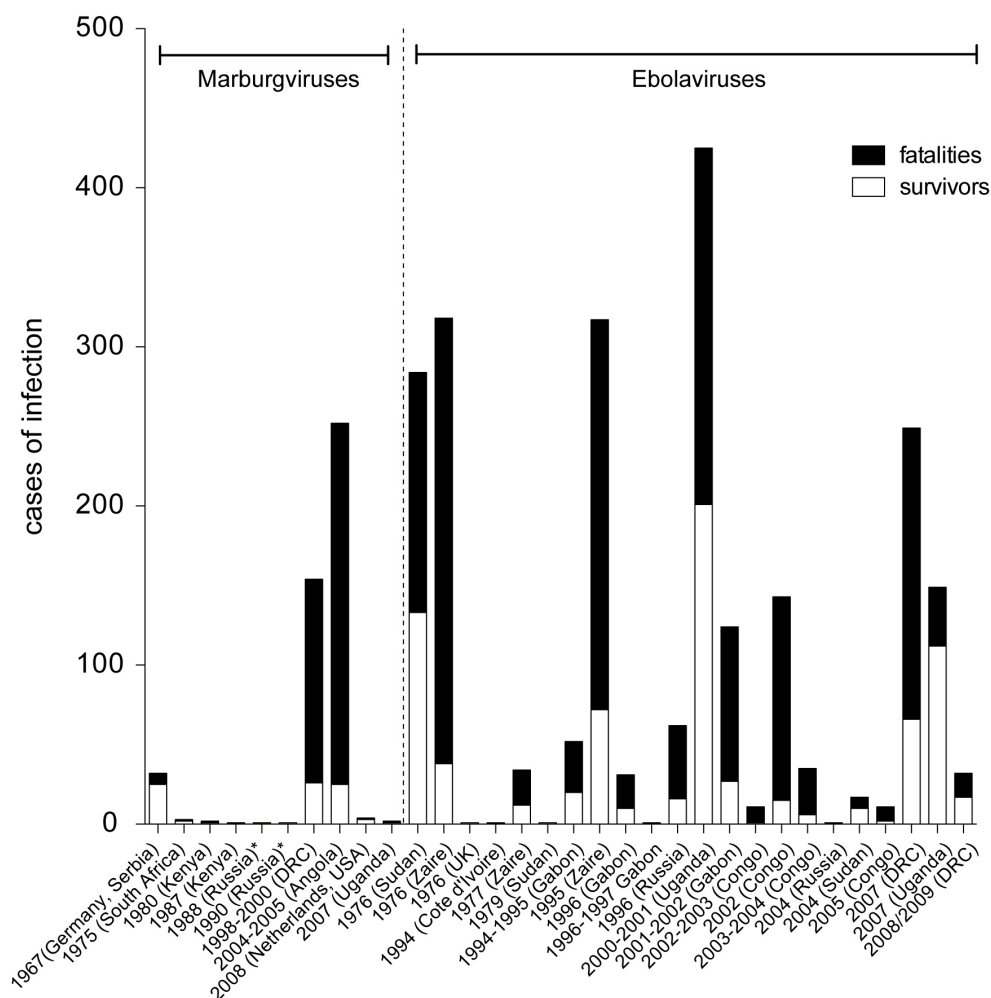 500
Marburgviruses
Ebolaviruses
fatalities
survivors
400
300
200
100
0
cases of infection
1967(Germany, Serbia)
1975 (South Africa)
1980 (Kenya)
1987 (Kenya)
1988 (Russia)*
1990 (Russia)*
1998-2000 (DRC)
2004-2005 (Angola)
2008 (Netherlands, USA)
2007 (Uganda)
1976 (Sudan)
1976 (Zaire)
1976 (UK)
1994 (Cote d'Ivoire)
1977 (Zaire)
1979 (Sudan)
1994-1995 (Gabon)
1995 (Zaire)
1996 (Gabon)
1996-1997 Gabon
1996 (Russia)
2000-2001 (Uganda)
2001-2002 (Gabon)
2002-2003 (Congo)
2002 (Congo)
2003-2004 (Congo)
2004 (Russia)
2004 (Sudan)
2005 (Congo)
2007 (DRC)
2007 (Uganda)
2008/2009 (DRC)